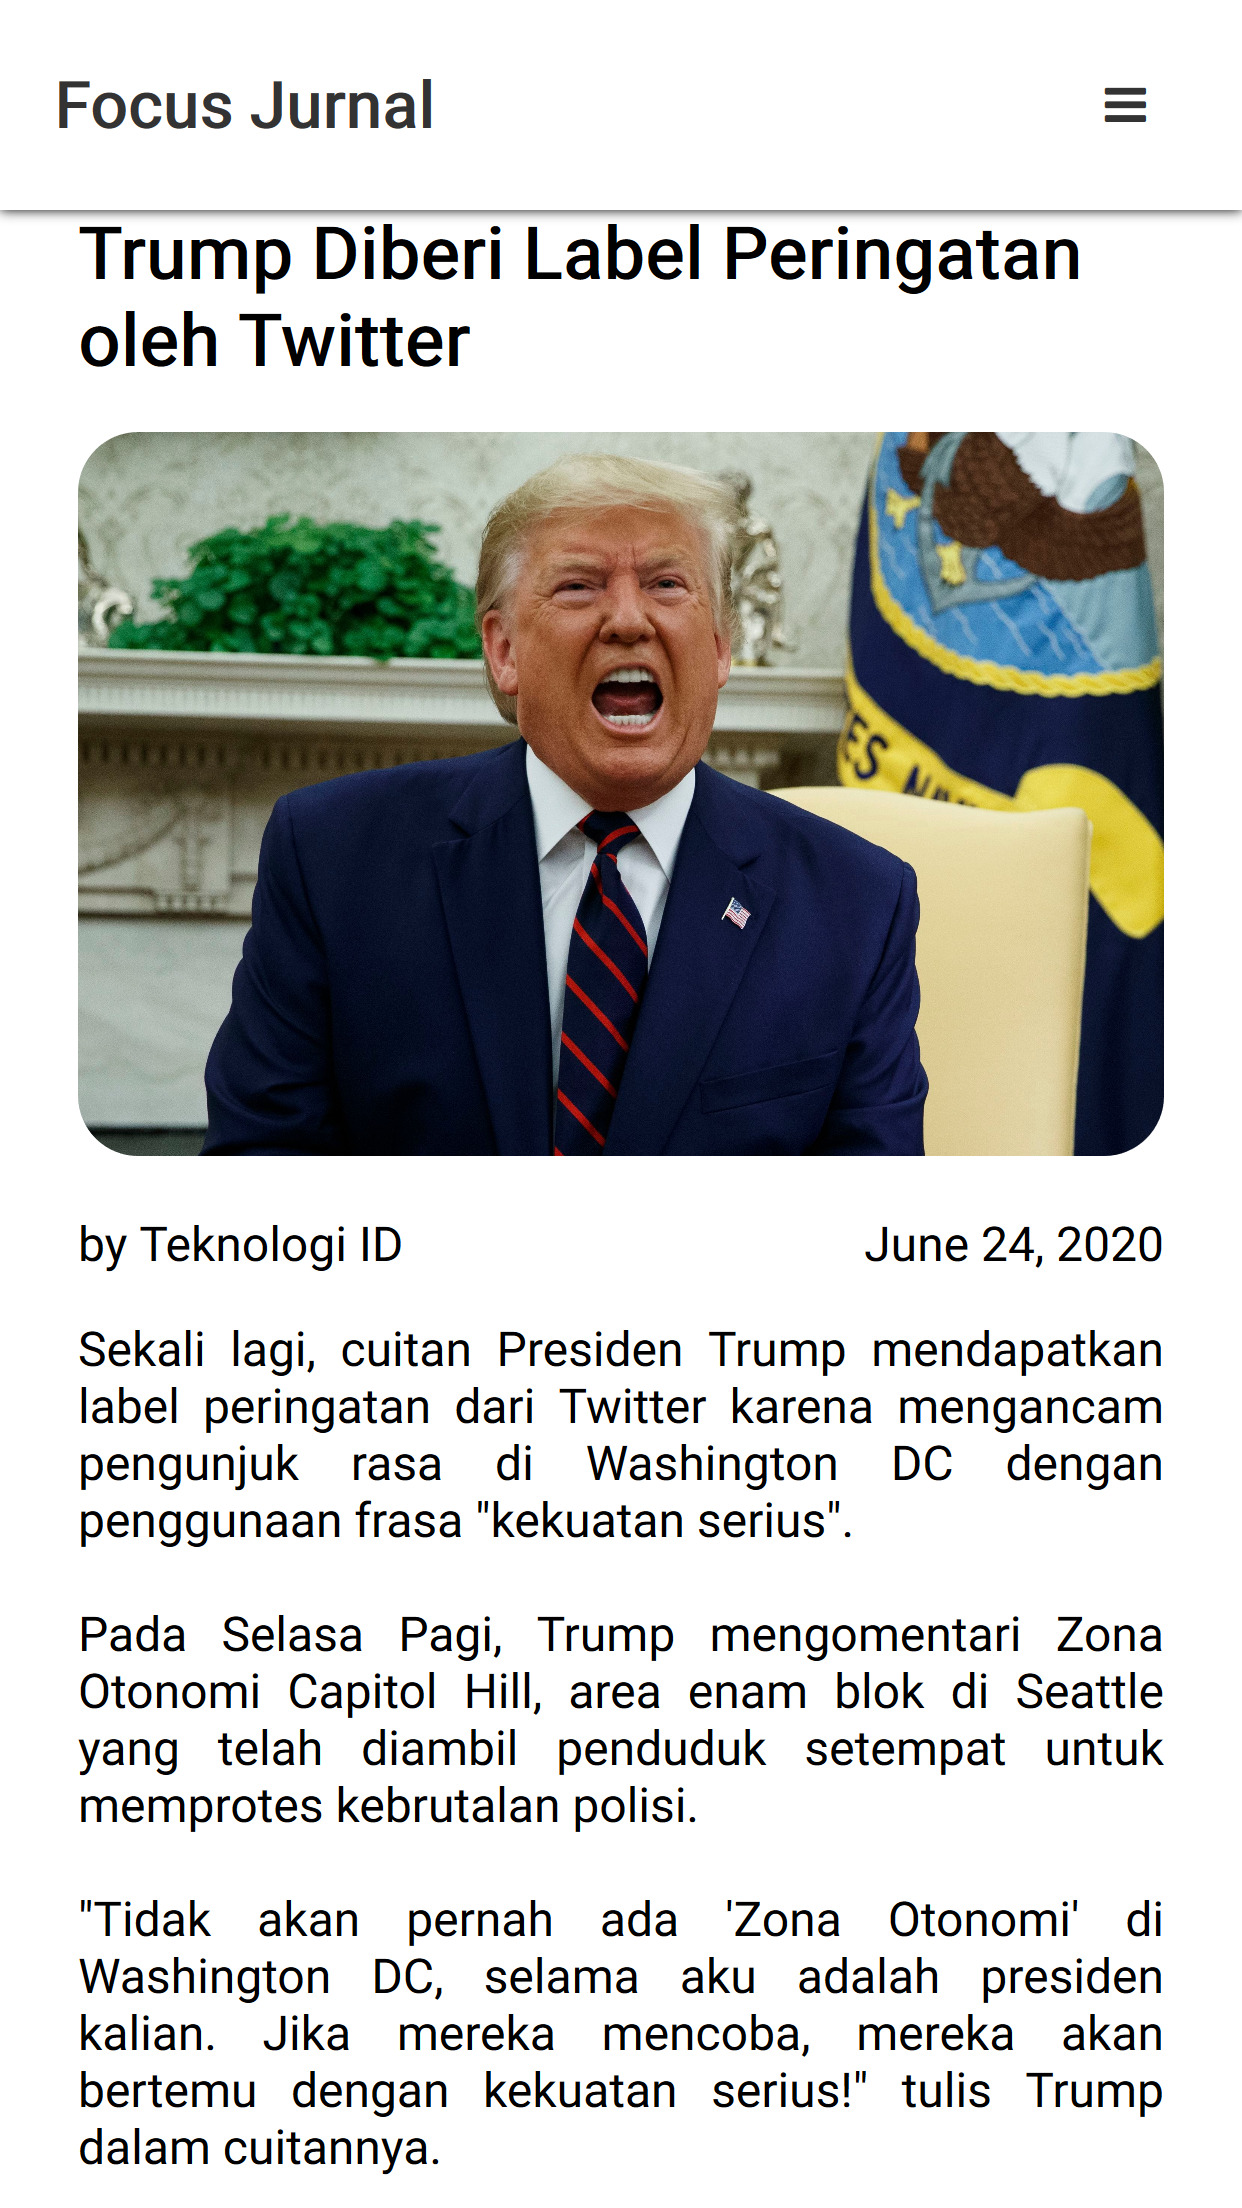 Focus Jurnal
Trump Diberi Label Peringatan
oleh Twitter
ES NAV
by Teknologi ID
June 24, 2020
Sekali lagi, cuitan Presiden Trump mendapatkan
label peringatan dari Twitter karena mengancam
pengunjuk rasa di Washington DC dengan
penggunaan frasa "kekuatan serius".
Pada Selasa Pagi, Trump mengomentari Zona
Otonomi Capitol Hill, area enam blok di Seattle
yang telah diambil penduduk setempat untuk
memprotes kebrutalan polisi.
"Tidak akan pernah ada 'Zona Otonomi' di
Washington DC, selama aku adalah presiden
kalian. Jika mereka mencoba, mereka akan
bertemu dengan kekuatan serius!" tulis Trump
dalam cuitannya.